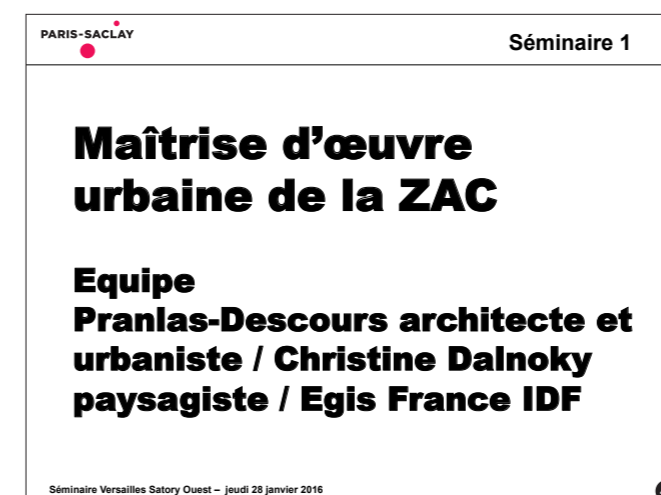 PARIS-SACLAY
Séminaire 1
Maîtrise d’œuvre
urbaine de la ZAC
Equipe
Pranlas-Descours architecte et
urbaniste / Christine Dalnoky
paysagiste / Egis France IDF
Séminaire Versailles Satory Ouest – jeudi 28 janvier 2016